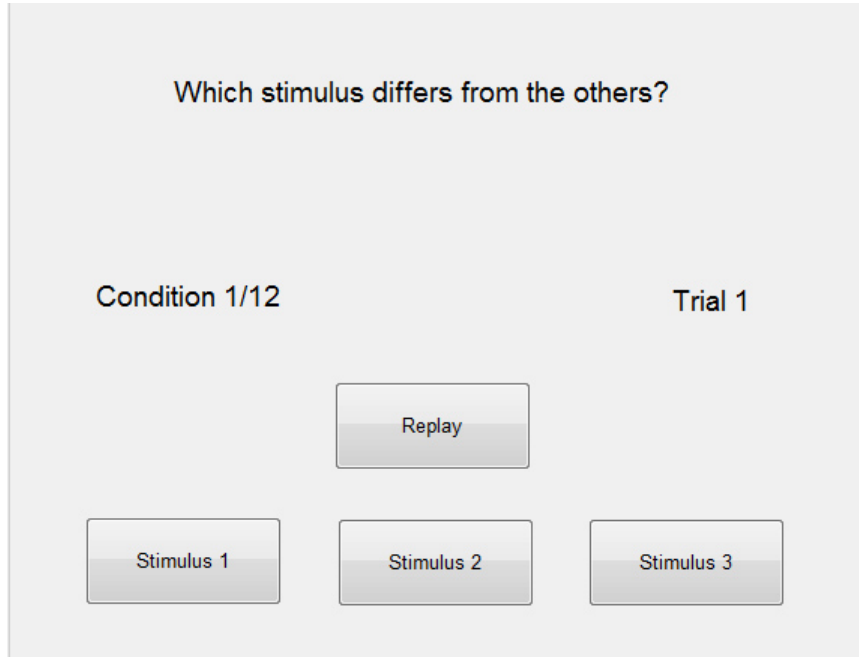 Which stimulus differs from the others?
Condition 1/12
Trial 1
Replay
Stimulus 1
Stimulus 2
Stimulus 3